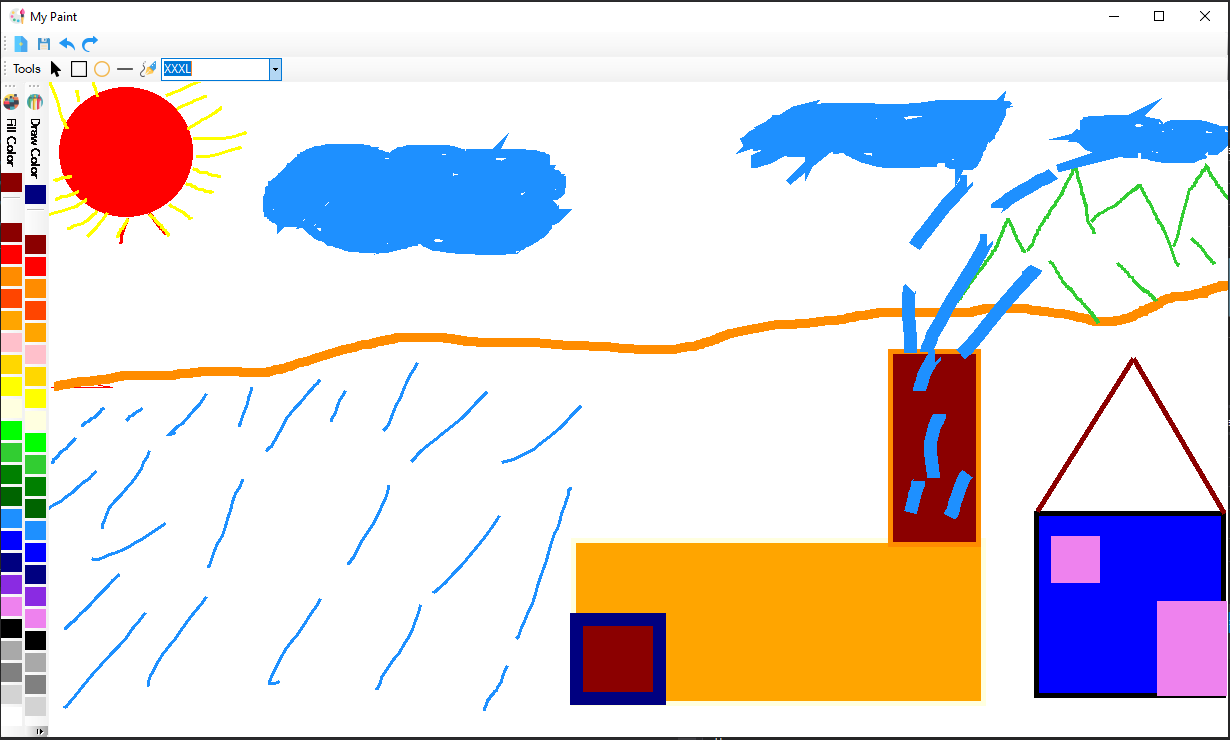 My Paint
Tools
XXXL
Fill Color
Draw Color